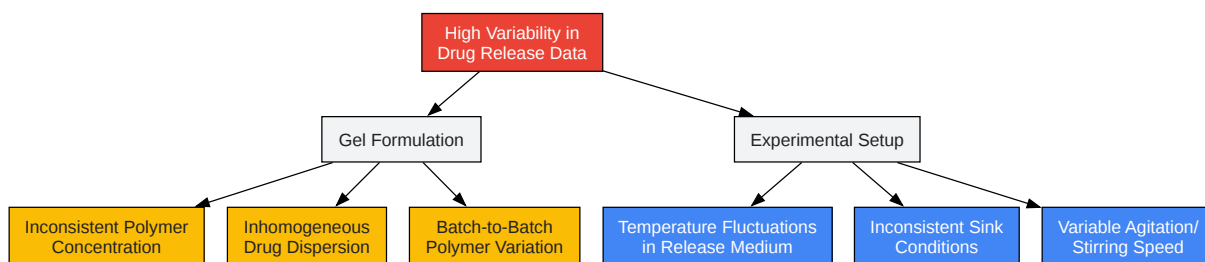 High Variability in
Drug Release Data
Gel Formulation
Experimental Setup
Inconsistent Polymer
Concentration
Inhomogeneous
Drug Dispersion
Batch-to-Batch
Polymer Variation
Temperature Fluctuations
in Release Medium
Inconsistent Sink
Conditions
Variable Agitation/
Stirring Speed